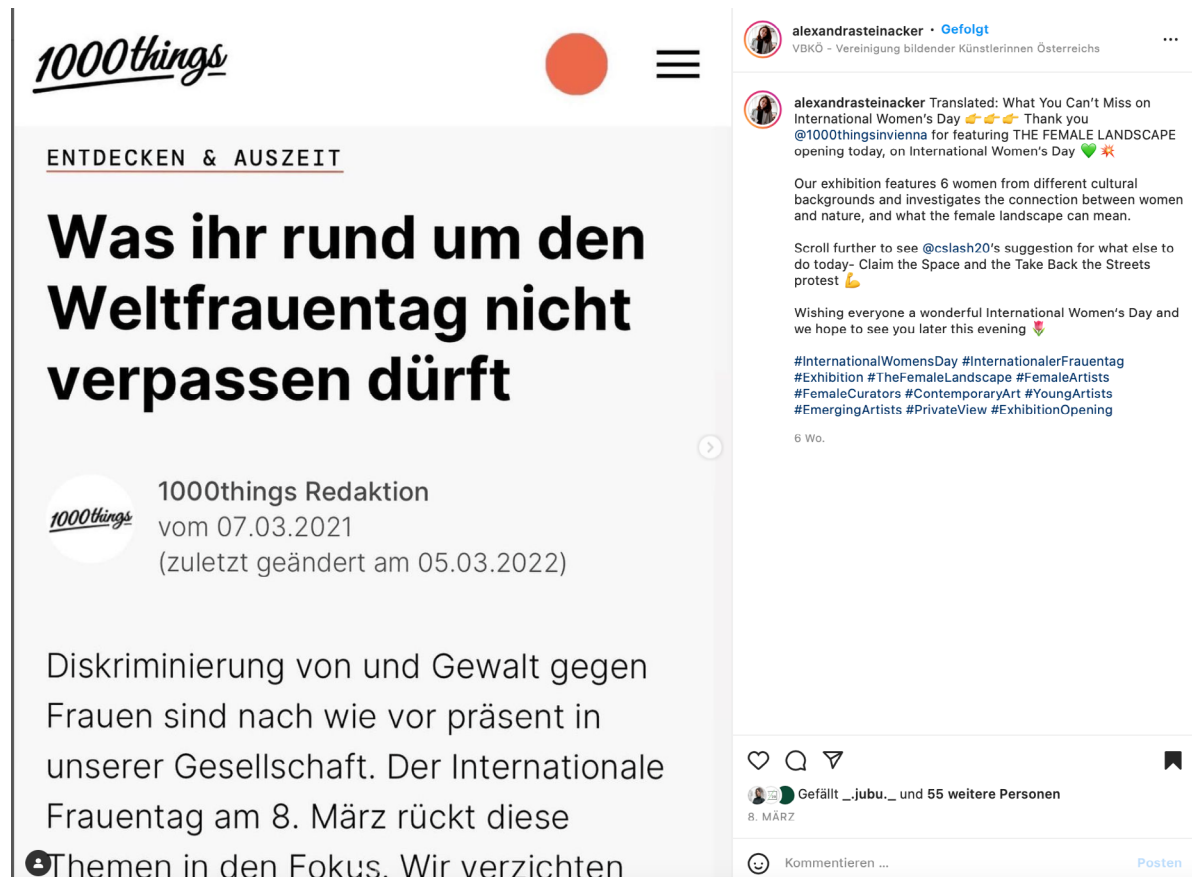 1000things
ENTDECKEN & AUSZEIT
Was ihr rund um den
Weltfrauentag nicht
verpassen dürft
1000things
1000things Redaktion
vom 07.03.2021
(zuletzt geändert am 05.03.2022)
Diskriminierung von und Gewalt gegen
Frauen sind nach wie vor präsent in
unserer Gesellschaft. Der Internationale
Frauentag am 8. März rückt diese
Themen in den Fokus. Wir verzichten
alexandrasteinacker • Gefolgt
VBKÖ - Vereinigung bildender Künstlerinnen Österreichs
alexandrasteinacker Translated: What You Can't Miss on
International Women's Day 👉👉👉 Thank you
@1000thingsinvienna for featuring THE FEMALE LANDSCAPE
opening today, on International Women's Day 💚 💥
Our exhibition features 6 women from different cultural
backgrounds and investigates the connection between women
and nature, and what the female landscape can mean.
Scroll further to see @cslash20's suggestion for what else to
do today- Claim the Space and the Take Back the Streets
protest 💪
Wishing everyone a wonderful International Women's Day and
we hope to see you later this evening 🌷
#InternationalWomensDay #InternationalerFrauentag
#Exhibition #TheFemaleLandscape #FemaleArtists
#FemaleCurators #ContemporaryArt #YoungArtists
#EmergingArtists #PrivateView #ExhibitionOpening
6 Wo.
Gefällt _.jubu._ und 55 weitere Personen
8. MÄRZ
Kommentieren ...
Posten